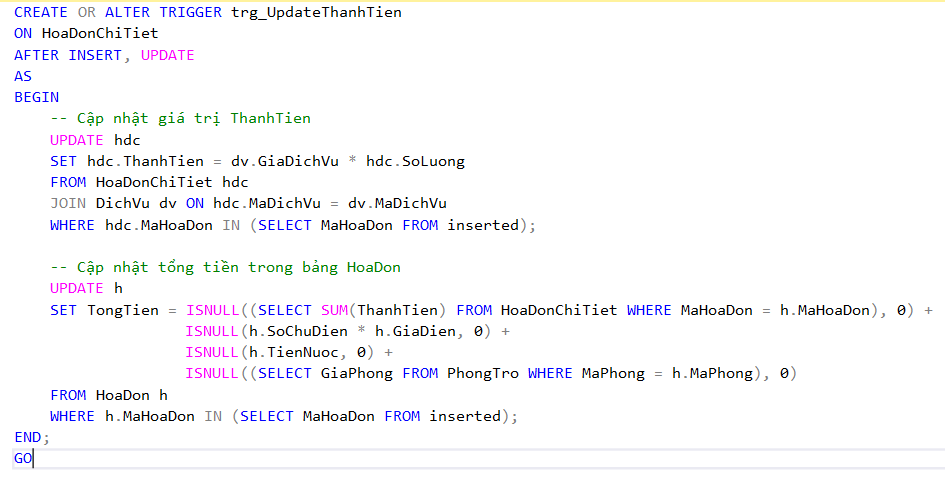 CREATE OR ALTER TRIGGER trg_UpdateThanhTien
ON HoaDonChiTiet
AFTER INSERT, UPDATE
AS
BEGIN
    -- Cập nhật giá trị ThanhTien
    UPDATE hdc
    SET hdc.ThanhTien = dv.GiaDichVu * hdc.SoLuong
    FROM HoaDonChiTiet hdc
    JOIN DichVu dv ON hdc.MaDichVu = dv.MaDichVu
    WHERE hdc.MaHoaDon IN (SELECT MaHoaDon FROM inserted);

    -- Cập nhật tổng tiền trong bảng HoaDon
    UPDATE h
    SET TongTien = ISNULL((SELECT SUM(ThanhTien) FROM HoaDonChiTiet WHERE MaHoaDon = h.MaHoaDon), 0) +
                   ISNULL(h.SoChuDien * h.GiaDien, 0) +
                   ISNULL(h.TienNuoc, 0) +
                   ISNULL((SELECT GiaPhong FROM PhongTro WHERE MaPhong = h.MaPhong), 0)
    FROM HoaDon h
    WHERE h.MaHoaDon IN (SELECT MaHoaDon FROM inserted);
END;
GO